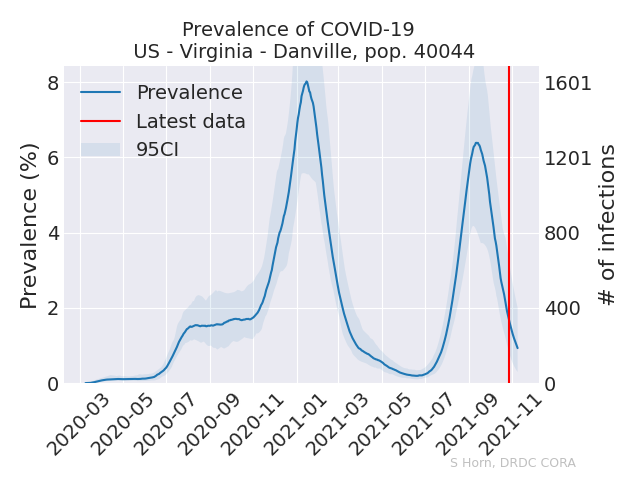 Prevalence of COVID-19
US - Virginia - Danville, pop. 40044
Prevalence
Latest data
95CI
Prevalence (%)
8
6
4
2
0
1601
1201
800
400
0
# of infections
2020-03
2020-05
2020-07
2020-09
2020-11
2021-01
2021-03
2021-05
2021-07
2021-09
2021-11
S Horn, DRDC CORA